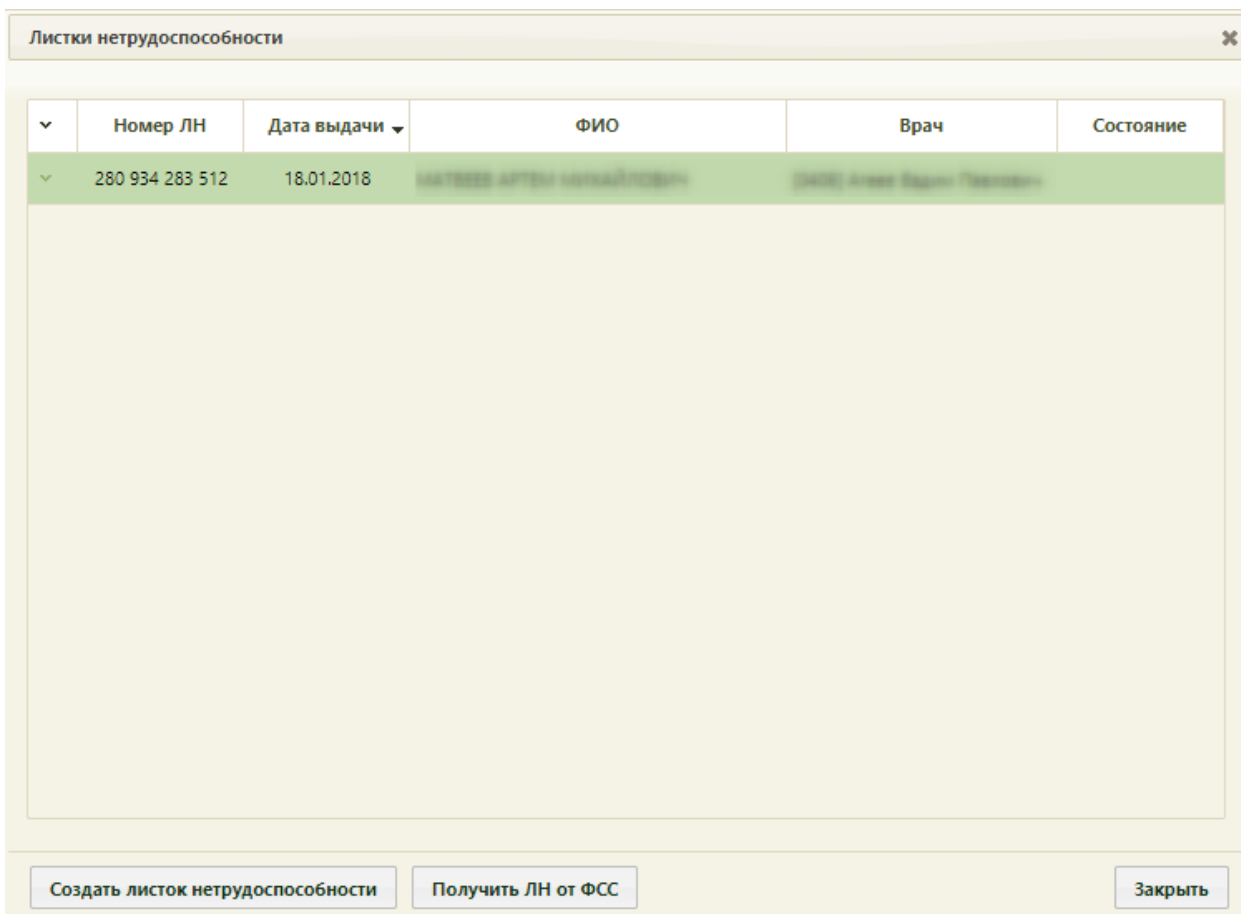 Листки нетрудоспособности
Номер ЛН Дата выдачи ФИО Врач Состояние
280 934 283 512 18.01.2018
Создать листок нетрудоспособности Получить ЛН от ФСС Закрыть